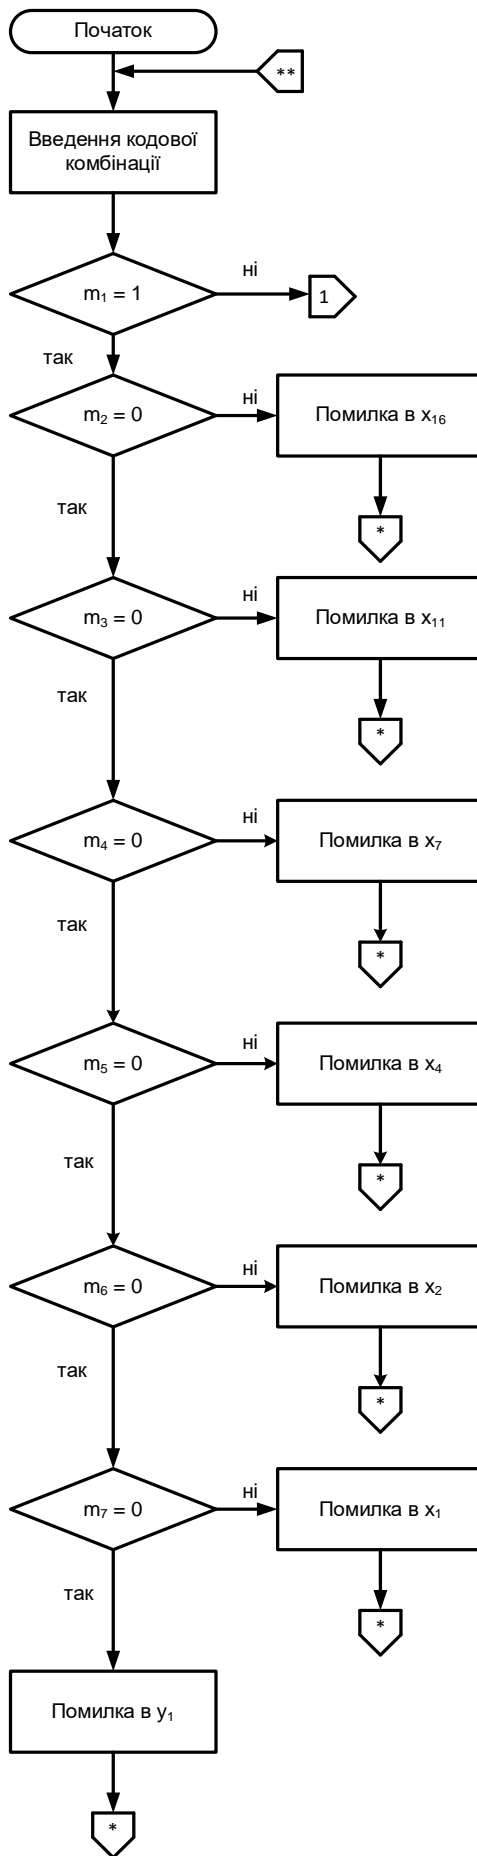 Початок
**
Введення кодової
комбінації
m₁ = 1
ні
1
так
m₂ = 0
ні
Помилка в x₁₆
так
*
m₃ = 0
ні
Помилка в x₁₁
так
*
m₄ = 0
ні
Помилка в x₇
так
*
m₅ = 0
ні
Помилка в x₄
так
*
m₆ = 0
ні
Помилка в x₂
так
*
m₇ = 0
ні
Помилка в x₁
так
*
Помилка в y₁
*